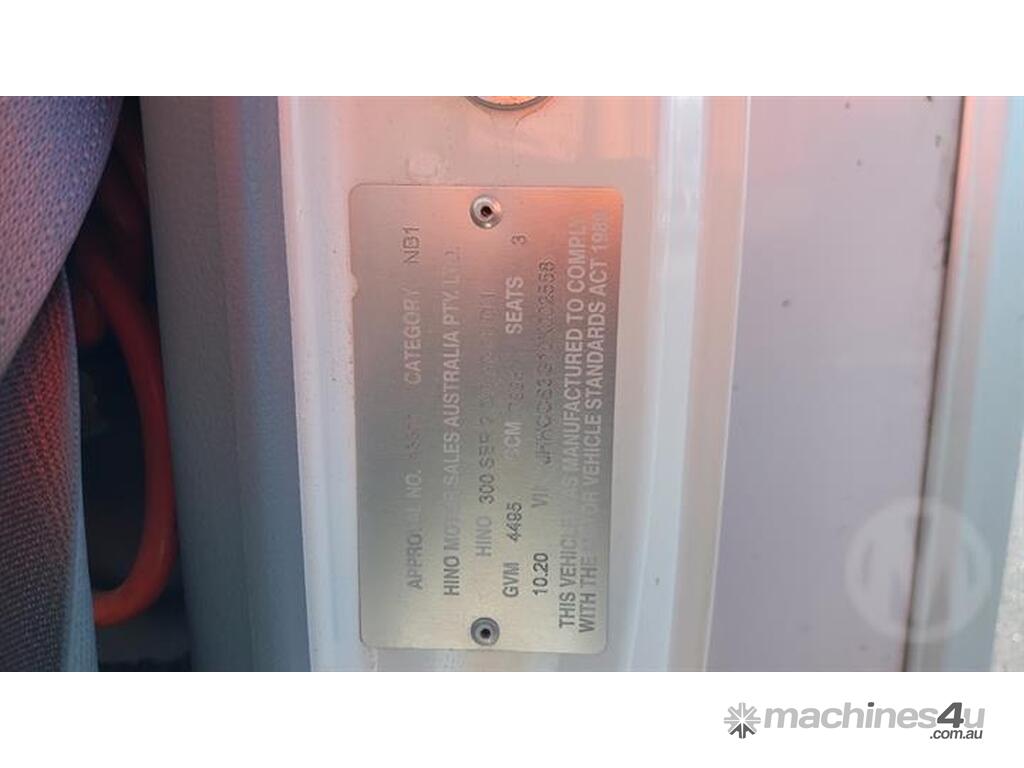 APPROVAL NO. CATEGORY NB1
HINO MOTOR SALES AUSTRALIA PTY. LTD.
HINO 300 SER
GVM 4495 GCM SEATS 3
10.20 VIN
THIS VEHICLE WAS MANUFACTURED TO COMPLY
WITH THE MOTOR VEHICLE STANDARDS ACT 1989
machines4u
.com.au